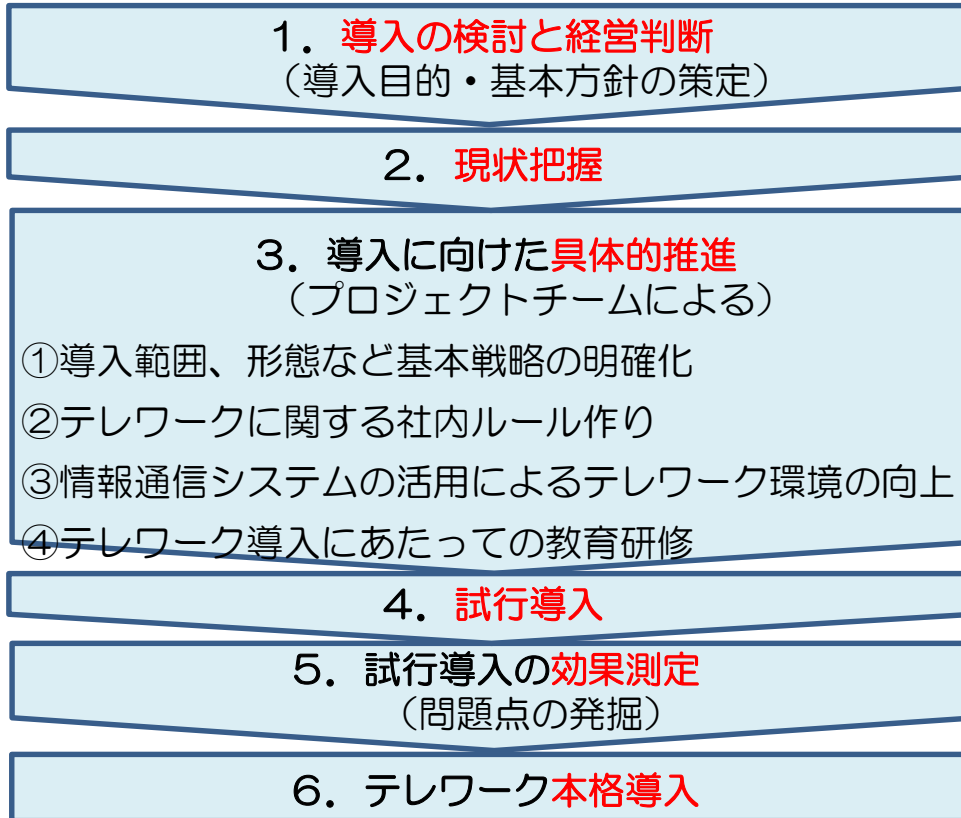 １．導入の検討と経営判断
（導入目的・基本方針の策定）
２．現状把握
３．導入に向けた具体的推進
（プロジェクトチームによる）
①導入範囲、形態など基本戦略の明確化
②テレワークに関する社内ルール作り
③情報通信システムの活用によるテレワーク環境の向上
④テレワーク導入にあたっての教育研修
４．試行導入
５．試行導入の効果測定
（問題点の発掘）
６．テレワーク本格導入